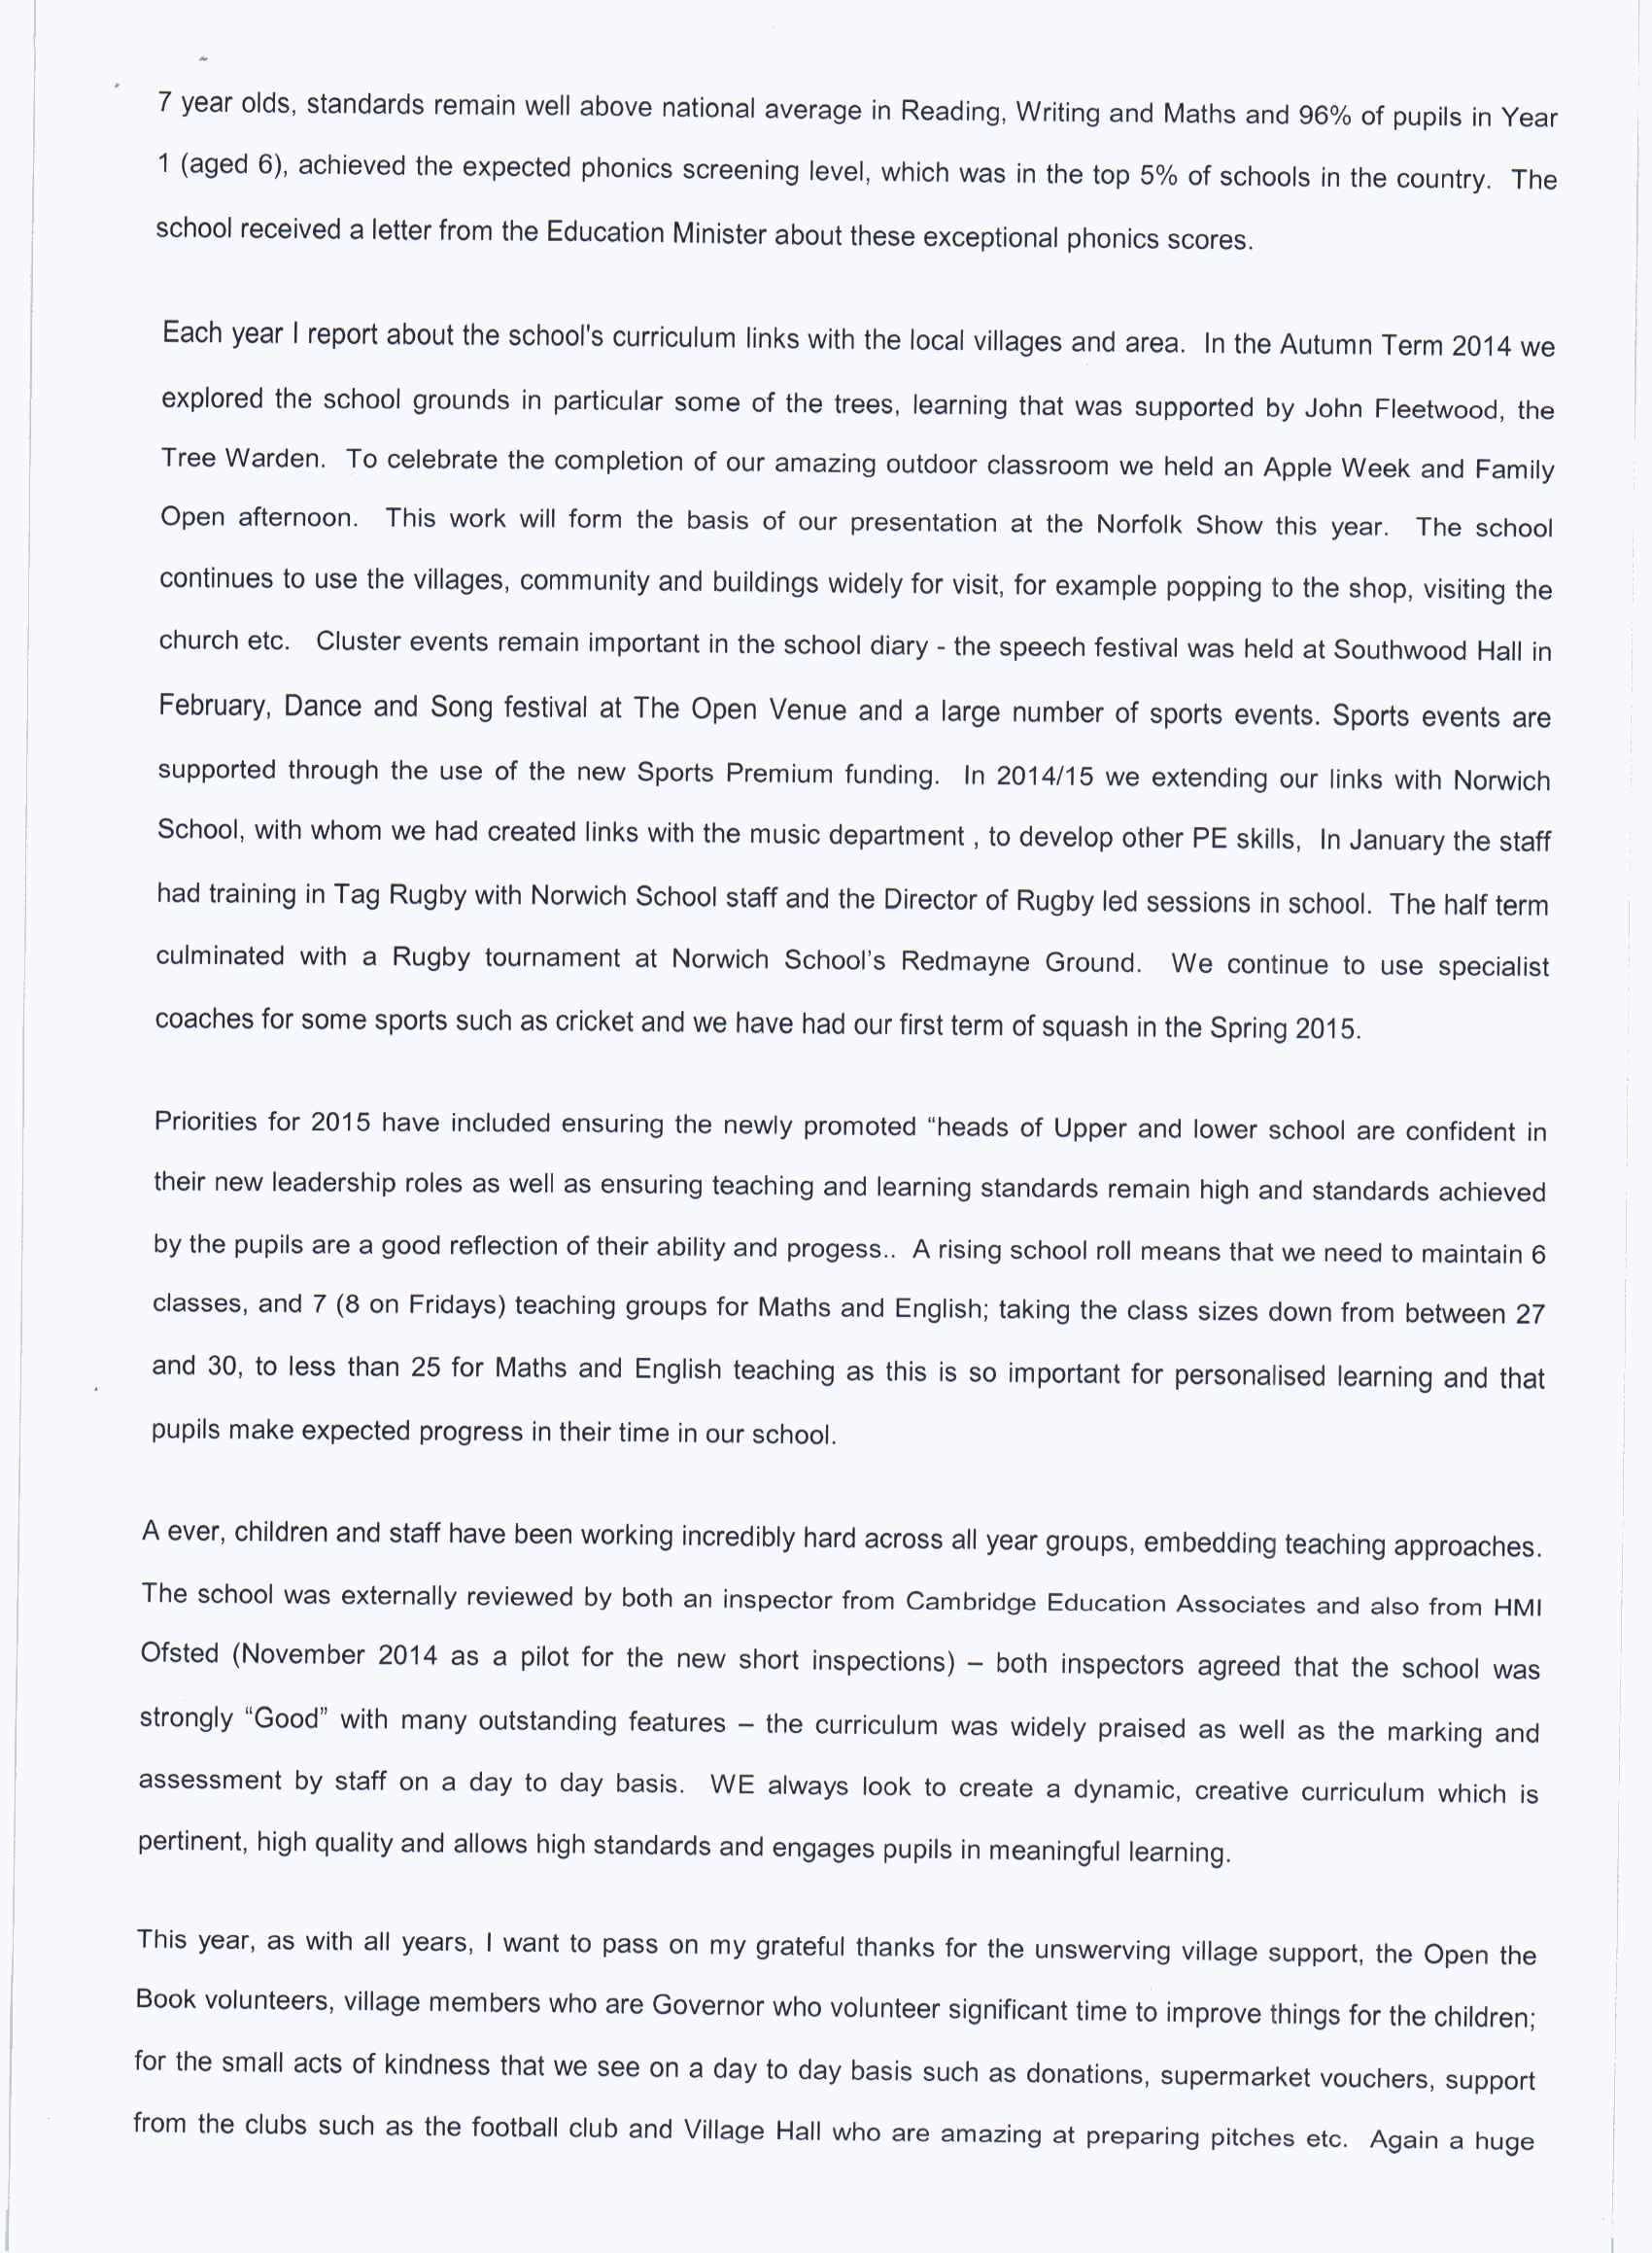 7 year olds, standards remain well above national average in Reading, Writing and Maths and 96% of pupils in Year
1 (aged 6), achieved the expected phonics screening level, which was in the top 5% of schools in the country. The
school received a letter from the Education Minister about these exceptional phonics scores.
Each year I report about the school's curriculum links with the local villages and area. In the Autumn Term 2014 we
explored the school grounds in particular some of the trees, learning that was supported by John Fleetwood, the
Tree Warden. To celebrate the completion of our amazing outdoor classroom we held an Apple Week and Family
Open afternoon. This work will form the basis of our presentation at the Norfolk Show this year. The school
continues to use the villages, community and buildings widely for visit, for example popping to the shop, visiting the
church etc. Cluster events remain important in the school diary - the speech festival was held at Southwood Hall in
February, Dance and Song festival at The Open Venue and a large number of sports events. Sports events are
supported through the use of the new Sports Premium funding. In 2014/15 we extending our links with Norwich
School, with whom we had created links with the music department , to develop other PE skills, In January the staff
had training in Tag Rugby with Norwich School staff and the Director of Rugby led sessions in school. The half term
culminated with a Rugby tournament at Norwich School's Redmayne Ground. We continue to use specialist
coaches for some sports such as cricket and we have had our first term of squash in the Spring 2015.
Priorities for 2015 have included ensuring the newly promoted “heads of Upper and lower school are confident in
their new leadership roles as well as ensuring teaching and learning standards remain high and standards achieved
by the pupils are a good reflection of their ability and progess.. A rising school roll means that we need to maintain 6
classes, and 7 (8 on Fridays) teaching groups for Maths and English; taking the class sizes down from between 27
and 30, to less than 25 for Maths and English teaching as this is so important for personalised learning and that
pupils make expected progress in their time in our school.
A ever, children and staff have been working incredibly hard across all year groups, embedding teaching approaches.
The school was externally reviewed by both an inspector from Cambridge Education Associates and also from HMI
Ofsted (November 2014 as a pilot for the new short inspections) – both inspectors agreed that the school was
strongly “Good” with many outstanding features – the curriculum was widely praised as well as the marking and
assessment by staff on a day to day basis. WE always look to create a dynamic, creative curriculum which is
pertinent, high quality and allows high standards and engages pupils in meaningful learning.
This year, as with all years, I want to pass on my grateful thanks for the unswerving village support, the Open the
Book volunteers, village members who are Governor who volunteer significant time to improve things for the children;
for the small acts of kindness that we see on a day to day basis such as donations, supermarket vouchers, support
from the clubs such as the football club and Village Hall who are amazing at preparing pitches etc. Again a huge